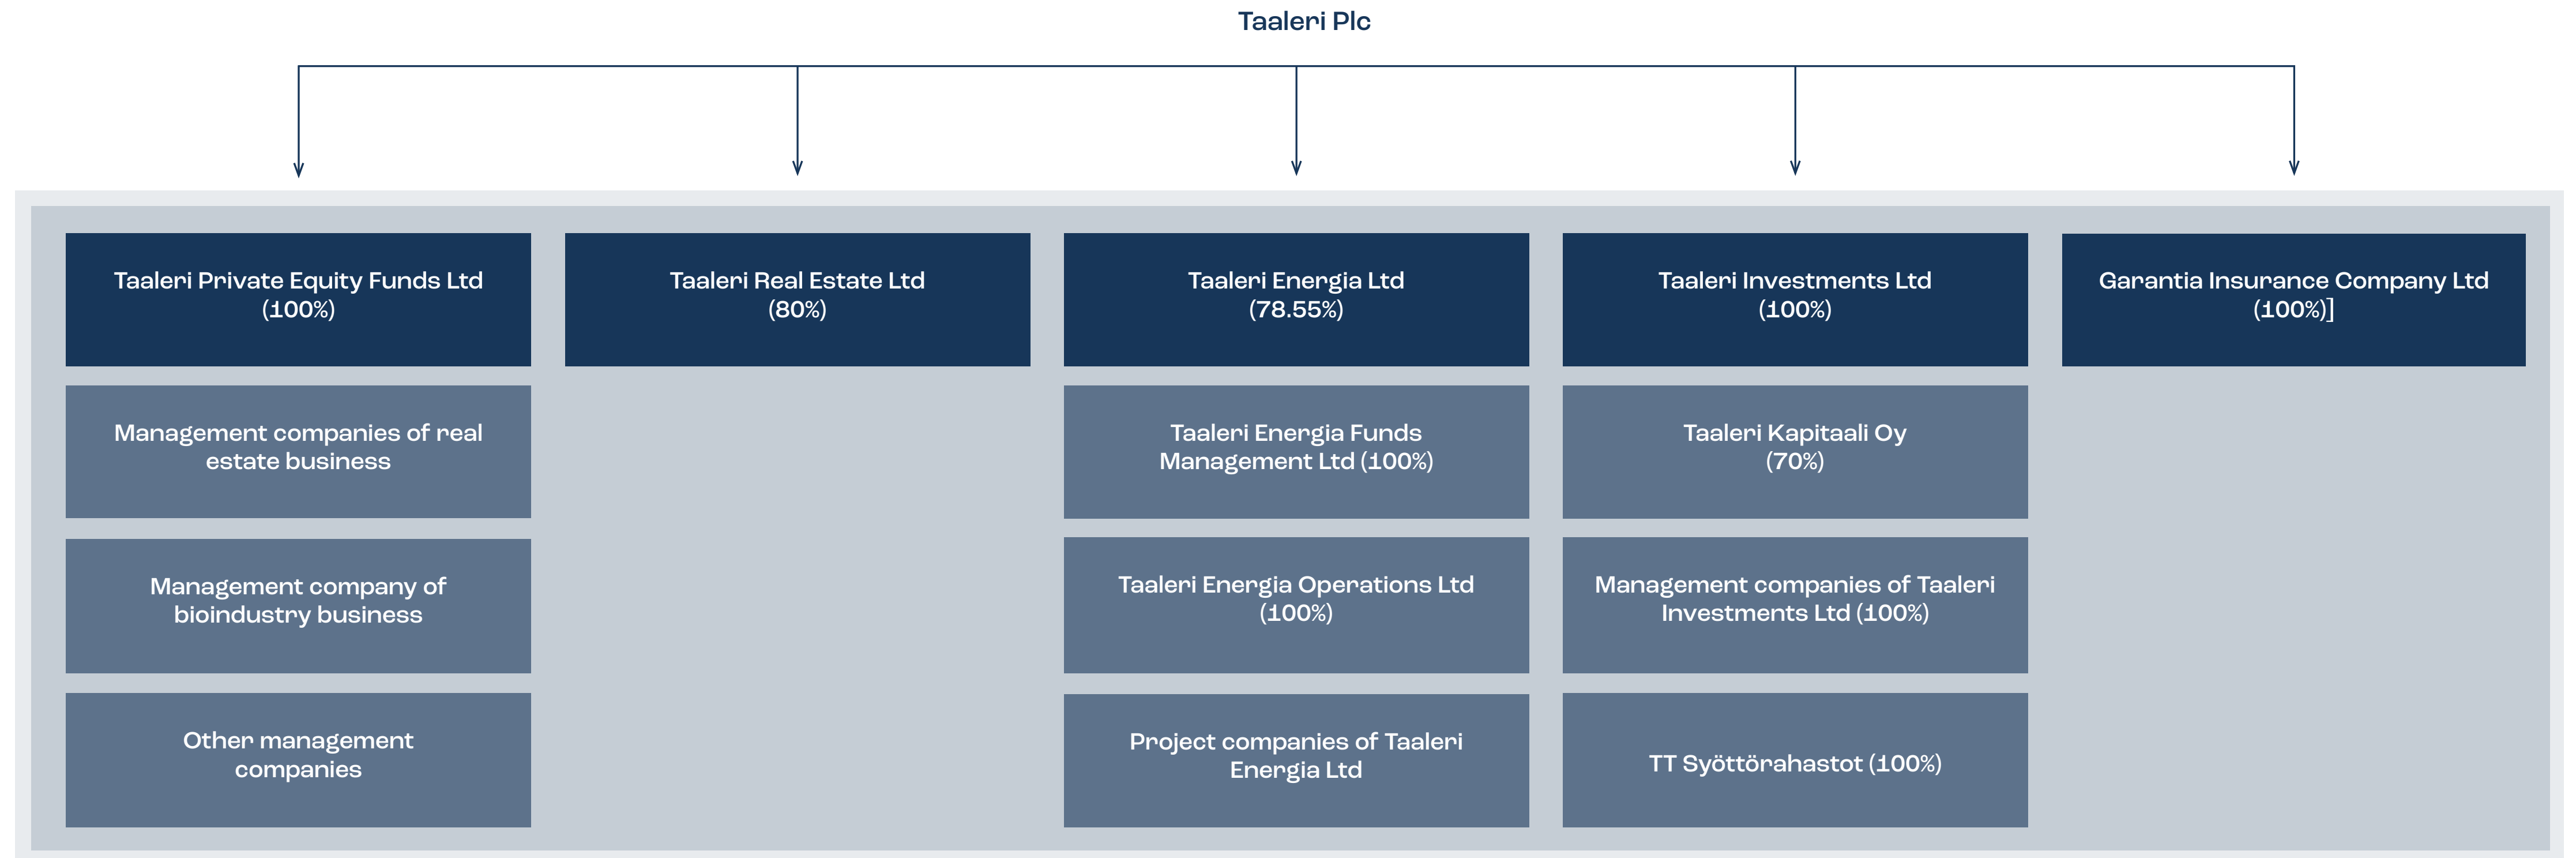 Taaleri Plc
Taaleri Private Equity Funds Ltd
(100%)
Taaleri Real Estate Ltd
(80%)
Taaleri Energia Ltd
(78.55%)
Taaleri Investments Ltd
(100%)
Garantia Insurance Company Ltd
(100%)]
Management companies of real
estate business
Taaleri Energia Funds
Management Ltd (100%)
Taaleri Kapitaali Oy
(70%)
Management company of
bioindustry business
Taaleri Energia Operations Ltd
(100%)
Management companies of Taaleri
Investments Ltd (100%)
Other management
companies
Project companies of Taaleri
Energia Ltd
TT Syöttörahastot (100%)